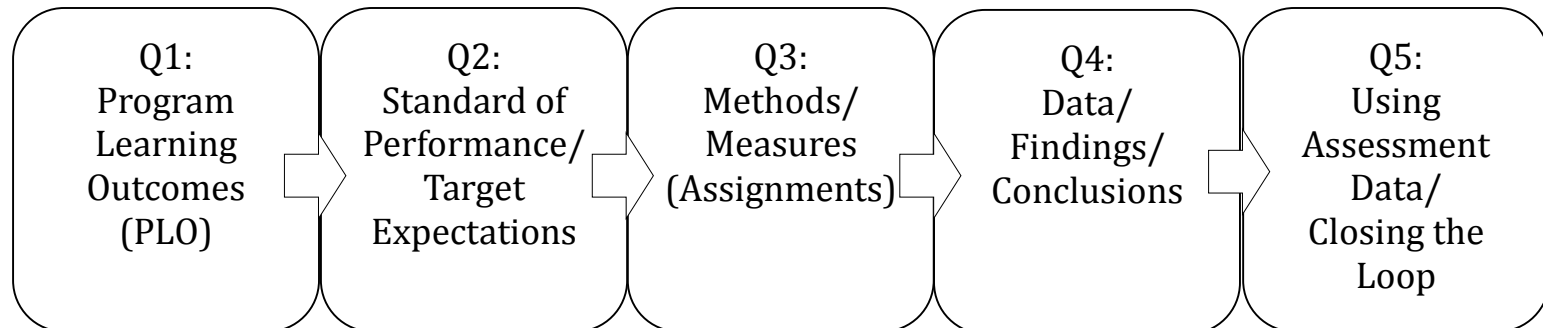 Q1:
Program
Learning
Outcomes
(PLO)
Q2:
Standard of
Performance/
Target
Expectations
Q3:
Methods/
Measures
(Assignments)
Q4:
Data/
Findings/
Conclusions
Q5:
Using
Assessment
Data/
Closing the
Loop